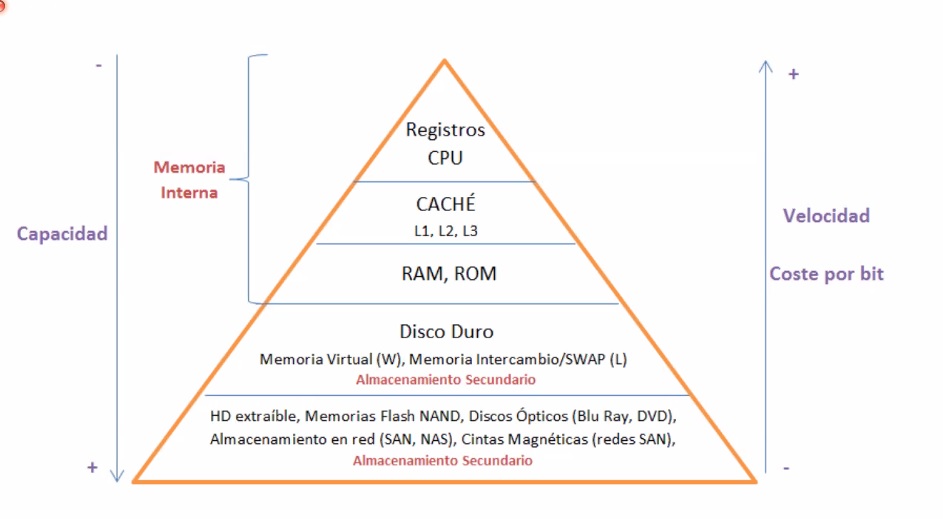 -
+
Memoria
Interna
Capacidad
+
-
Velocidad
Coste por bit
Registros
CPU
CACHÉ
L1, L2, L3
RAM, ROM
Disco Duro
Memoria Virtual (W), Memoria Intercambio/SWAP (L)
Almacenamiento Secundario
HD extraíble, Memorias Flash NAND, Discos Ópticos (Blu Ray, DVD),
Almacenamiento en red (SAN, NAS), Cintas Magnéticas (redes SAN),
Almacenamiento Secundario